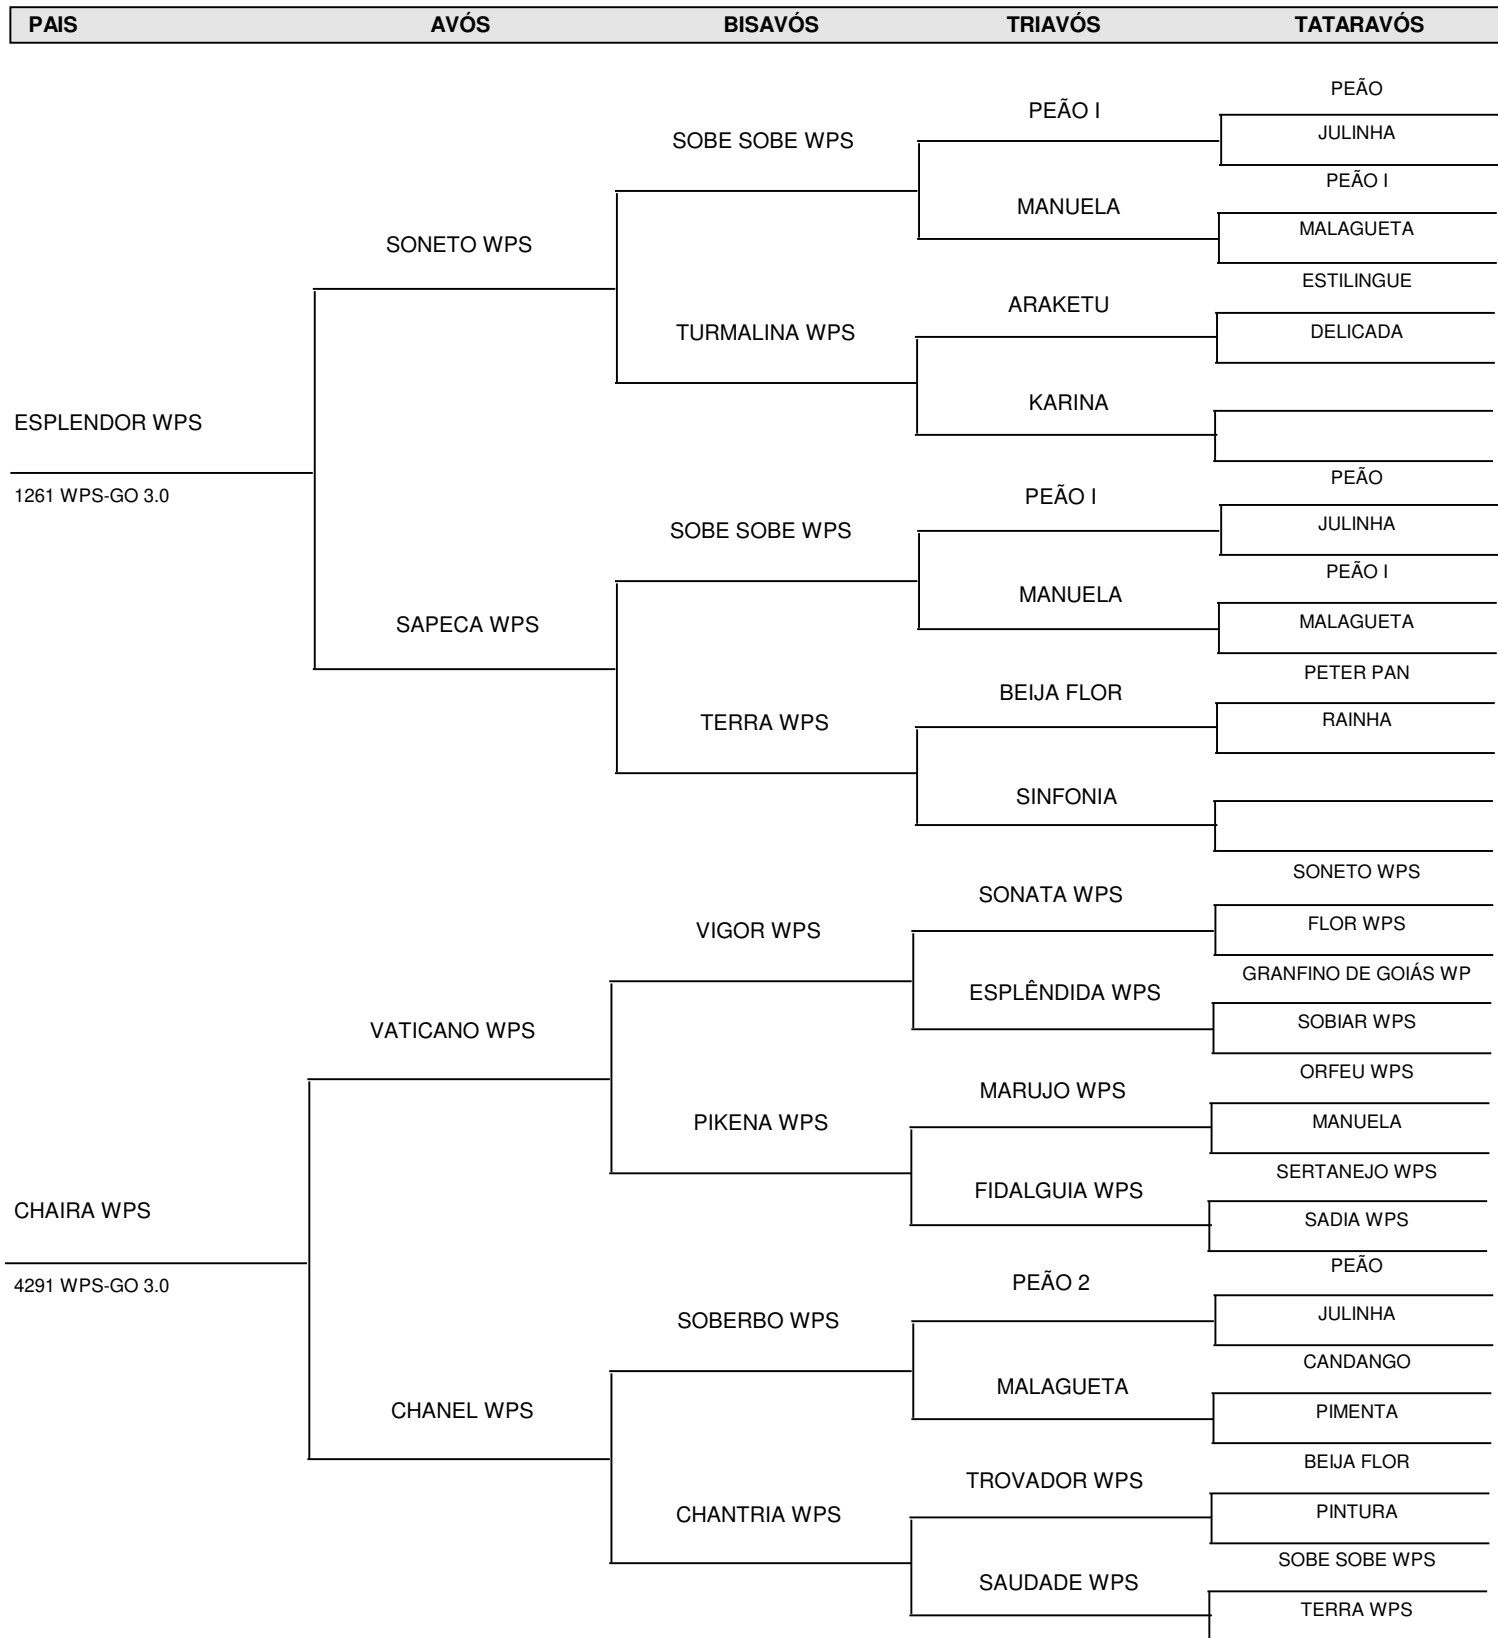 PAIS AVÓS BISAVÓS TRIAVÓS TATARAVÓS
PEÃO
PEÃO I
JULINHA
SOBE SOBE WPS
PEÃO I
MANUELA
MALAGUETA
SONETO WPS
ESTILINGUE
ARAKETU
DELICADA
TURMALINA WPS
KARINA
ESPLENDOR WPS
PEÃO
1261 WPS-GO 3.0
PEÃO I
JULINHA
SOBE SOBE WPS
PEÃO I
MANUELA
MALAGUETA
SAPECA WPS
PETER PAN
BEIJA FLOR
RAINHA
TERRA WPS
SINFONIA
SONETO WPS
SONATA WPS
FLOR WPS
VIGOR WPS
GRANFINO DE GOIÁS WP
ESPLÊNDIDA WPS
SOBIAR WPS
VATICANO WPS
ORFEU WPS
MARUJO WPS
MANUELA
PIKENA WPS
SERTANEJO WPS
FIDALGUIA WPS
CHAIRA WPS
SADIA WPS
PEÃO
4291 WPS-GO 3.0
PEÃO 2
JULINHA
SOBERBO WPS
CANDANGO
MALAGUETA
CHANEL WPS
PIMENTA
BEIJA FLOR
TROVADOR WPS
PINTURA
CHANTRIA WPS
SOBE SOBE WPS
SAUDADE WPS
TERRA WPS